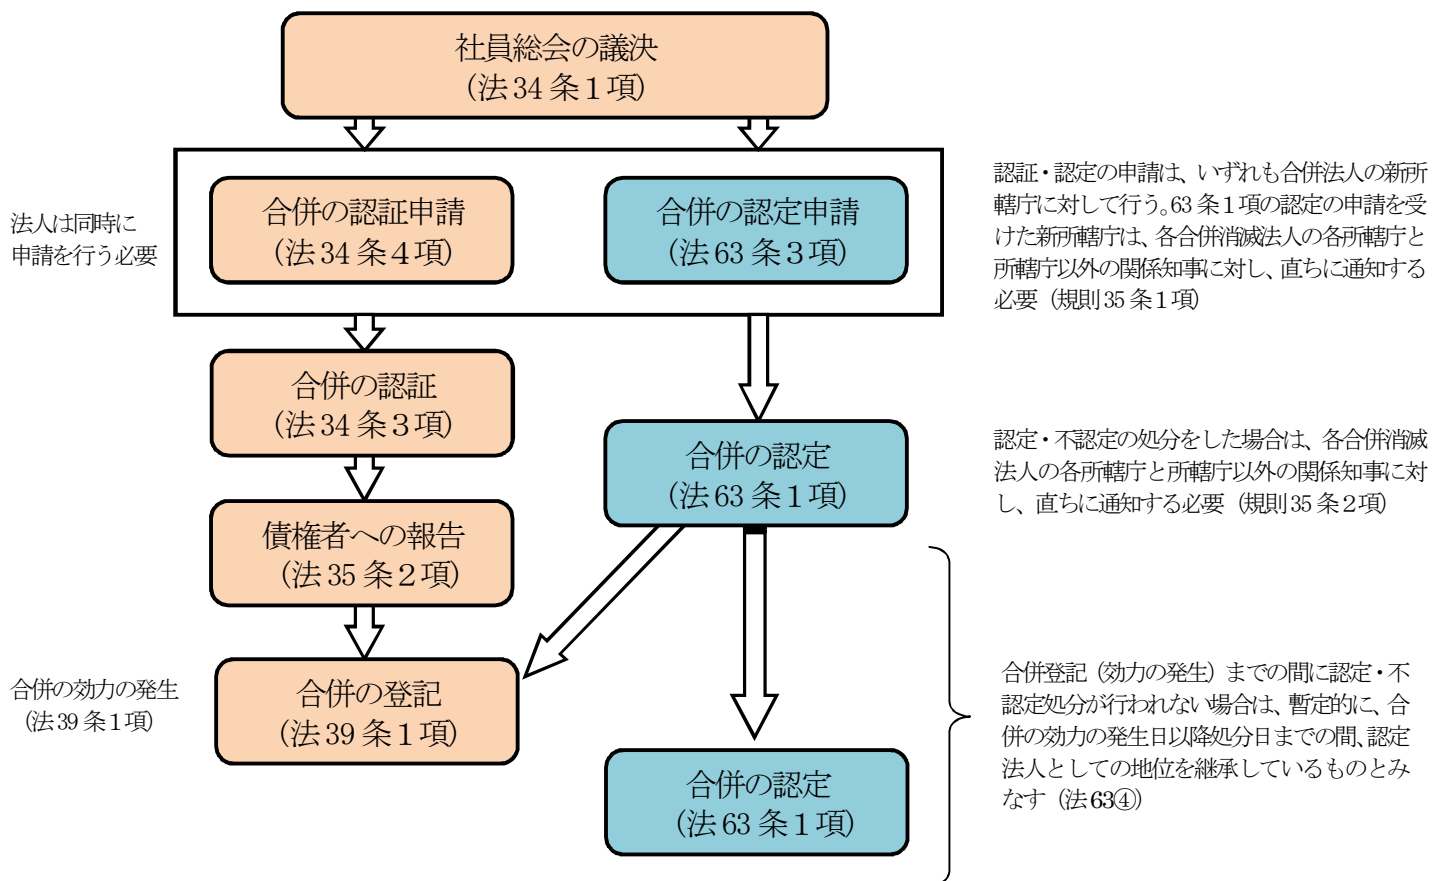 社員総会の議決
（法34条１項）
法人は同時に
申請を行う必要
合併の認証申請
（法34条４項）
合併の認定申請
（法63条３項）
認証・認定の申請は、いずれも合併法人の新所
轄庁に対して行う。63条１項の認定の申請を受
けた新所轄庁は、各合併消滅法人の各所轄庁と
所轄庁以外の関係知事に対し、直ちに通知する
必要（規則35条１項）
合併の認証
（法34条３項）
合併の認定
（法63条１項）
認定・不認定の処分をした場合は、各合併消滅
法人の各所轄庁と所轄庁以外の関係知事に対
し、直ちに通知する必要（規則35条２項）
債権者への報告
（法35条２項）
合併の効力の発生
（法39条１項）
合併の登記
（法39条１項）
合併の認定
（法63条１項）
合併登記（効力の発生）までの間に認定・不
認定処分が行われない場合は、暫定的に、合
併の効力の発生日以降処分日までの間、認定
法人としての地位を継承しているものとみ
なす（法63④）